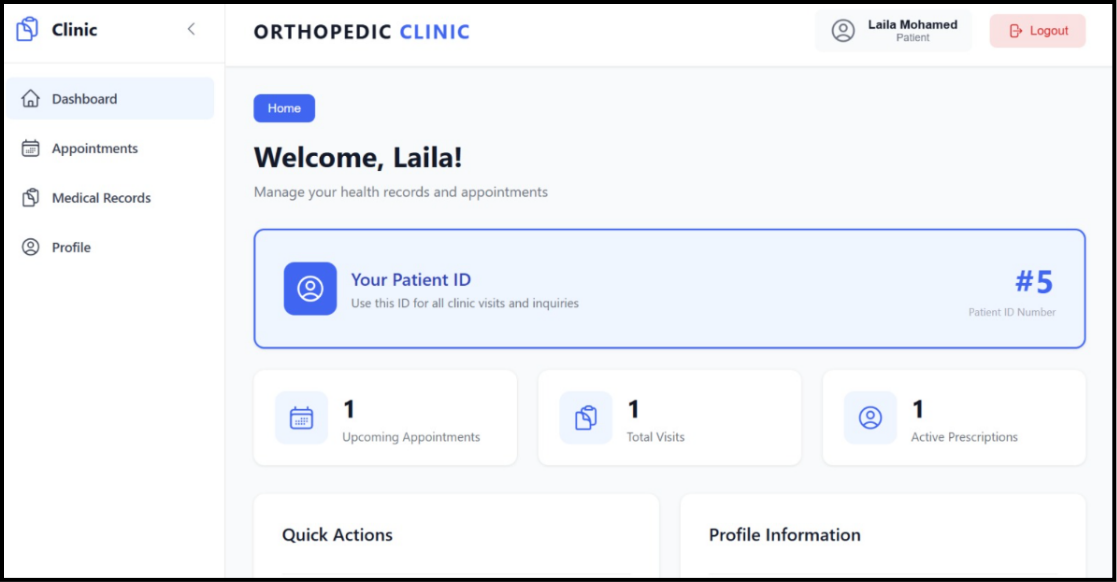 Clinic
Dashboard
Appointments
Medical Records
Profile
ORTHOPEDIC CLINIC
Laila Mohamed
Patient
Logout
Home
Welcome, Laila!
Manage your health records and appointments
Your Patient ID
Use this ID for all clinic visits and inquiries
#5
Patient ID Number
1
Upcoming Appointments
1
Total Visits
1
Active Prescriptions
Quick Actions
Profile Information